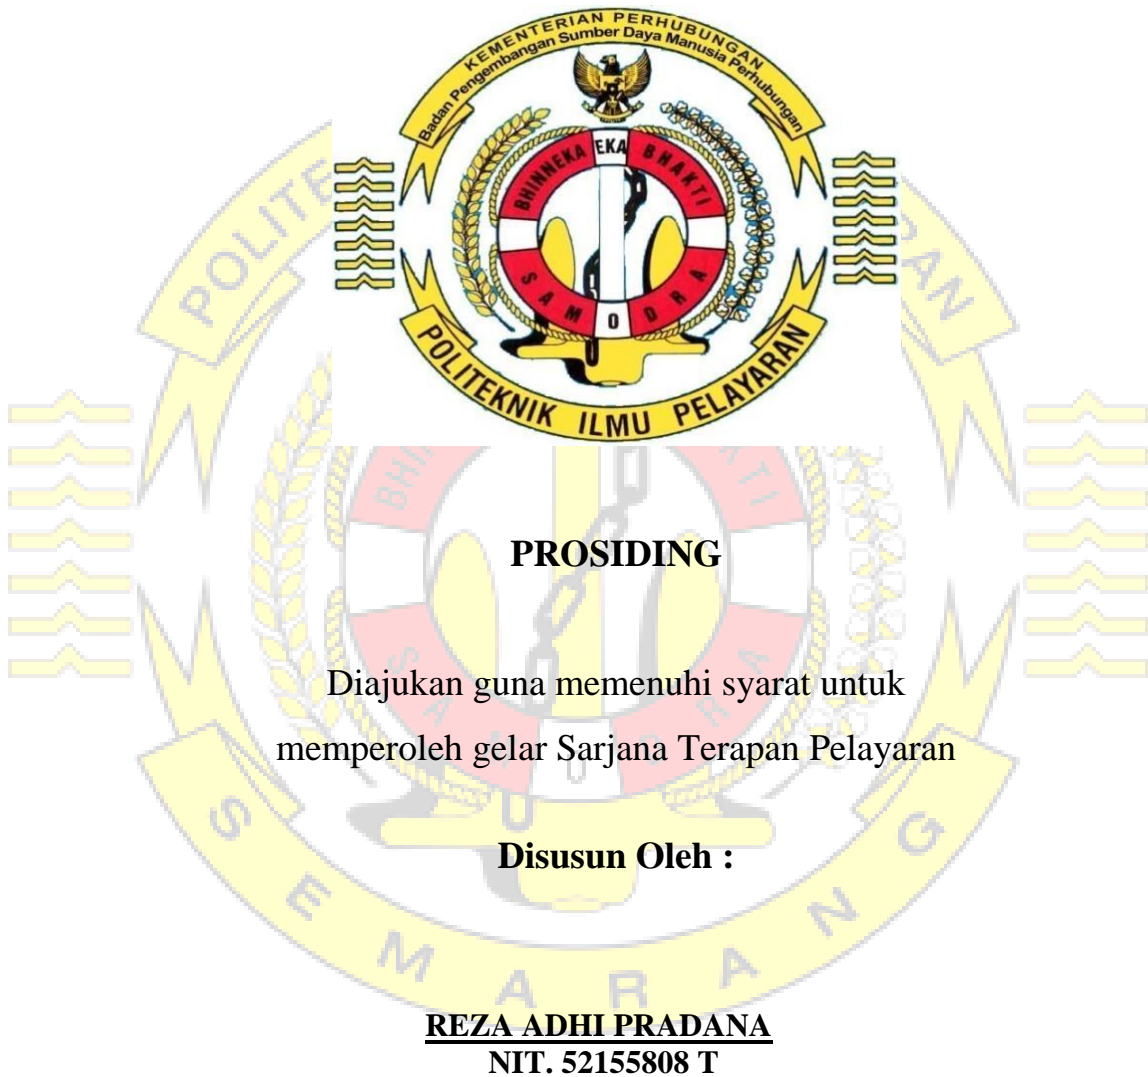 KEMENTERIAN PERHUBUNGAN
Badan Pengembangan Sumber Daya Manusia Perhubungan
BHINNEKA EKA BHAKTI
SAMODRA
POLITEKNIK ILMU PELAYARAN
PROSIDING
Diajukan guna memenuhi syarat untuk
memperoleh gelar Sarjana Terapan Pelayaran
Disusun Oleh :
SEMARANG
REZA ADHI PRADANA
NIT. 52155808 T